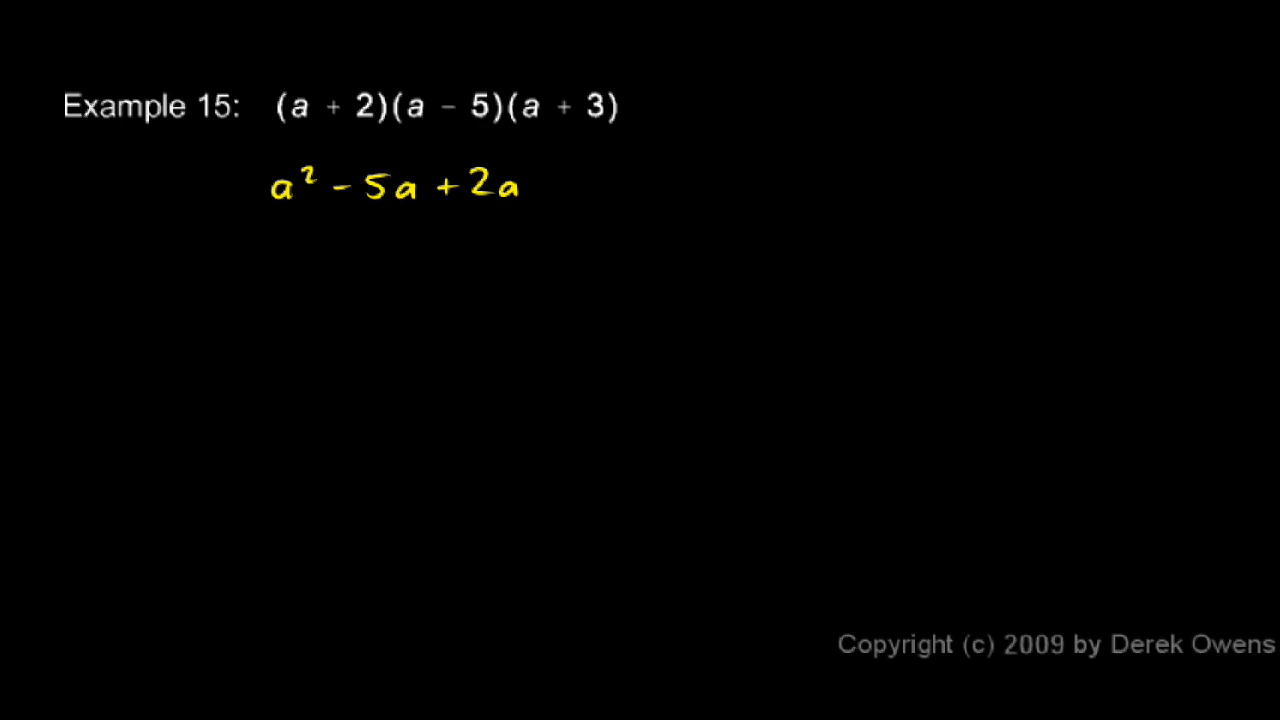 Example 15: (a + 2)(a − 5)(a + 3)
a² - 5a + 2a
Copyright (c) 2009 by Derek Owens